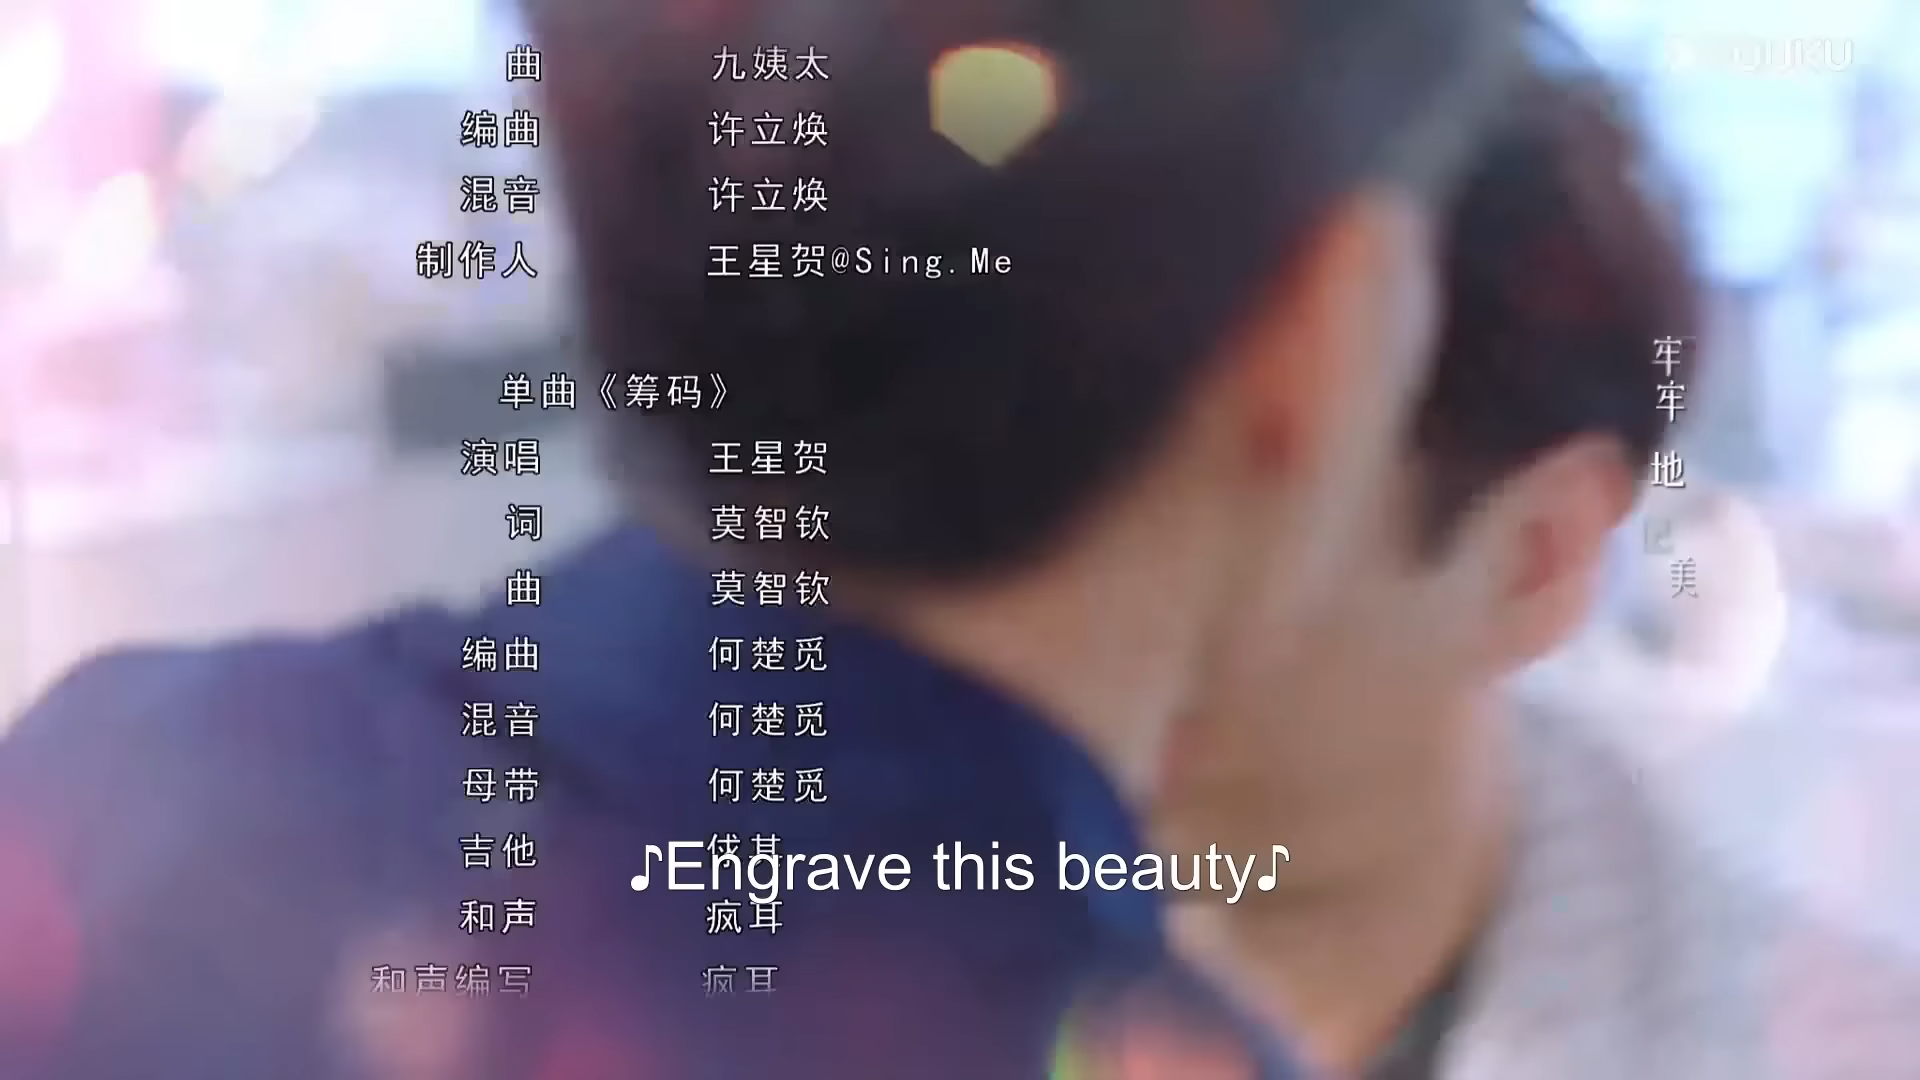 YOUKU
曲 九姨太
编曲 许立焕
混音 许立焕
制作人 王星贺@Sing.Me
单曲《筹码》
演唱 王星贺
词 莫智钦
曲 莫智钦
编曲 何楚觅
混音 何楚觅
母带 何楚觅
吉他
和声 疯耳
和声编写 疯耳
牢牢地
美
♪Engrave this beauty♪